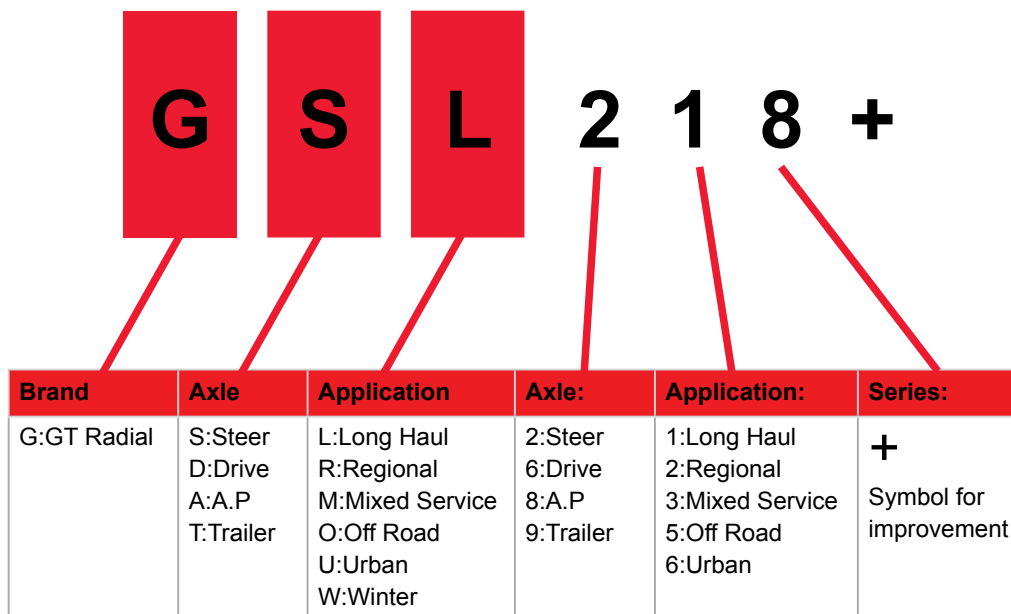 G S L 2 1 8 +
Brand Axle Application Axle: Application: Series:
G:GT Radial S:Steer L:Long Haul 2:Steer 1:Long Haul +
D:Drive R:Regional 6:Drive 2:Regional
A:A.P M:Mixed Service 8:A.P 3:Mixed Service Symbol for
T:Trailer O:Off Road 9:Trailer 5:Off Road improvement
U:Urban 6:Urban
W:Winter